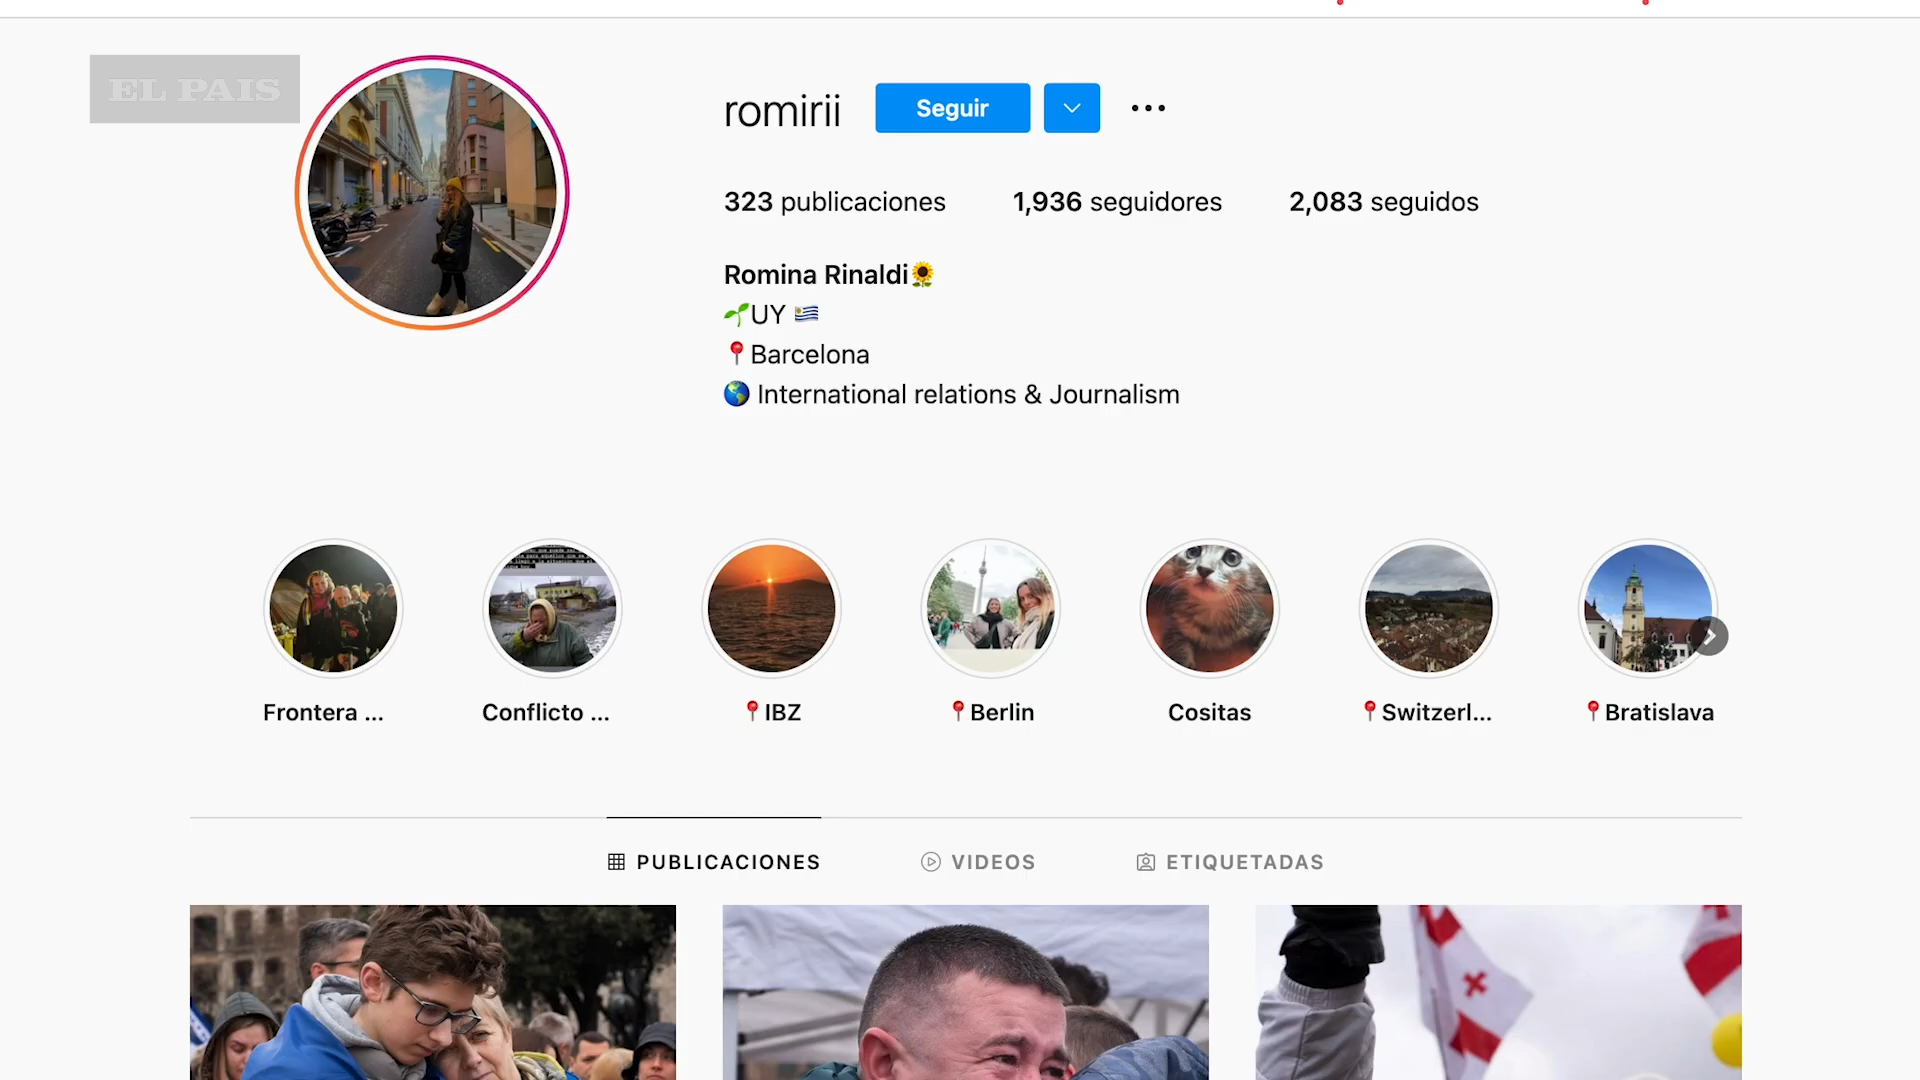 EL PAIS
romirii
Seguir
323 publicaciones 1,936 seguidores 2,083 seguidos
Romina Rinaldi🌻
🌱UY 🇺🇾
📍Barcelona
🌎 International relations & Journalism
Frontera ... Conflicto ... 📍IBZ 📍Berlin Cositas 📍Switzerl... 📍Bratislava
PUBLICACIONES VIDEOS ETIQUETADAS